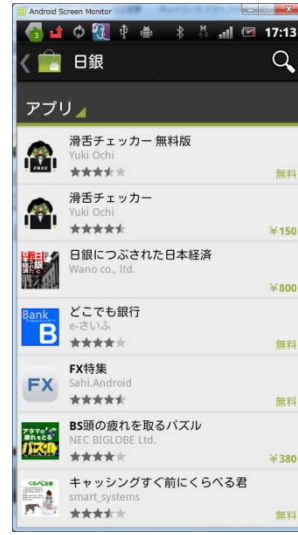 Android Screen Monitor
17:13
日銀
アプリ
滑舌チェッカー 無料版
Yuki Ochi
無料
FREE
滑舌チェッカー
Yuki Ochi
¥150
日銀につぶされた日本経済
Wano co., ltd.
¥800
どこでも銀行
e-さいふ
無料
Bank
B
FX特集
Sahi.Android
無料
FX
BS頭の疲れを取るパズル
NEC BIGLOBE Ltd.
¥380
キャッシングすぐ前にくらべる君
smart_systems
無料